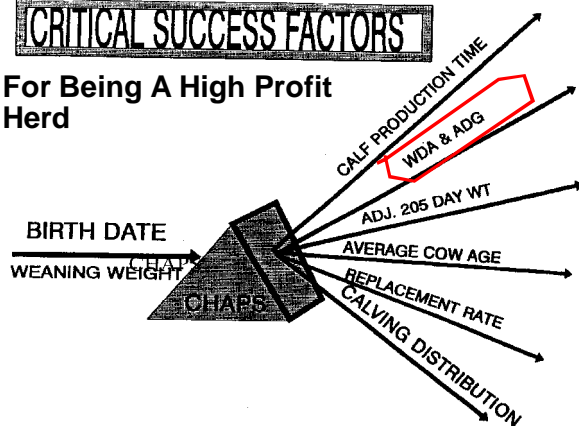 CRITICAL SUCCESS FACTORS
For Being A High Profit
Herd
CALF PRODUCTION TIME
WDA & ADG
ADJ. 205 DAY WT
AVERAGE COW AGE
REPLACEMENT RATE
CALVING DISTRIBUTION
BIRTH DATE
WEANING WEIGHT
CHAPS
CHAPS